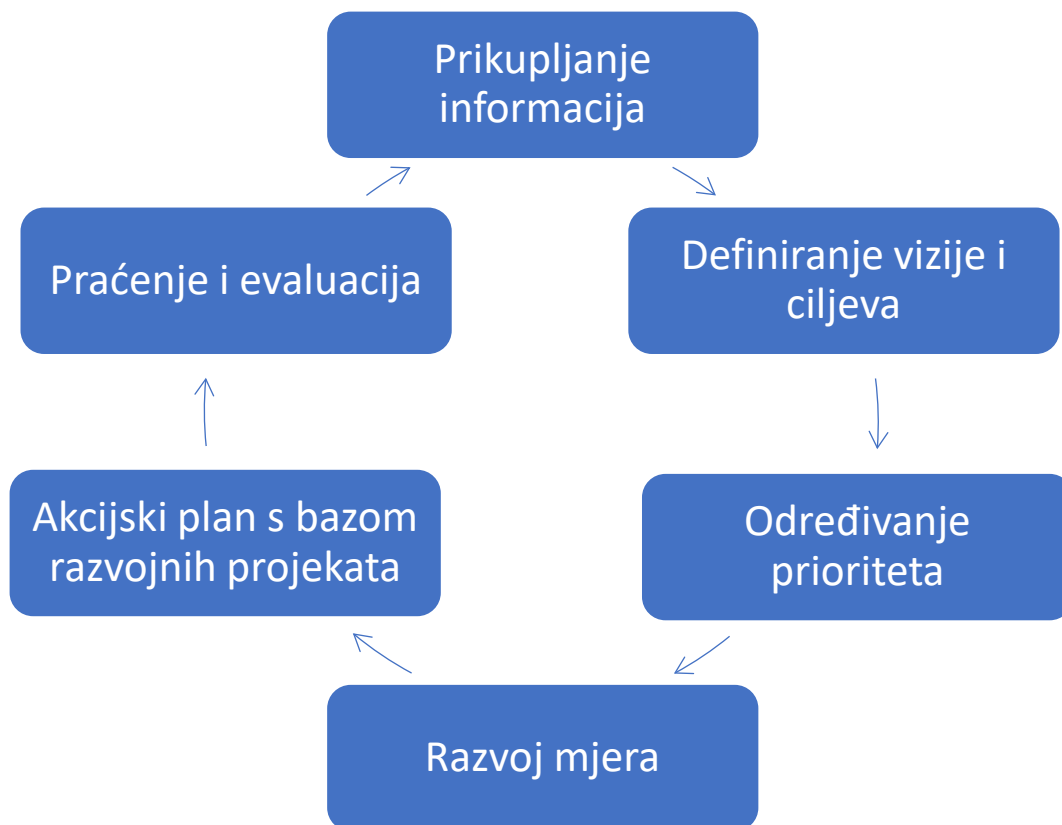 Prikupljanje
informacija
Definiranje vizije i
ciljeva
Određivanje
prioriteta
Razvoj mjera
Akcijski plan s bazom
razvojnih projekata
Praćenje i evaluacija